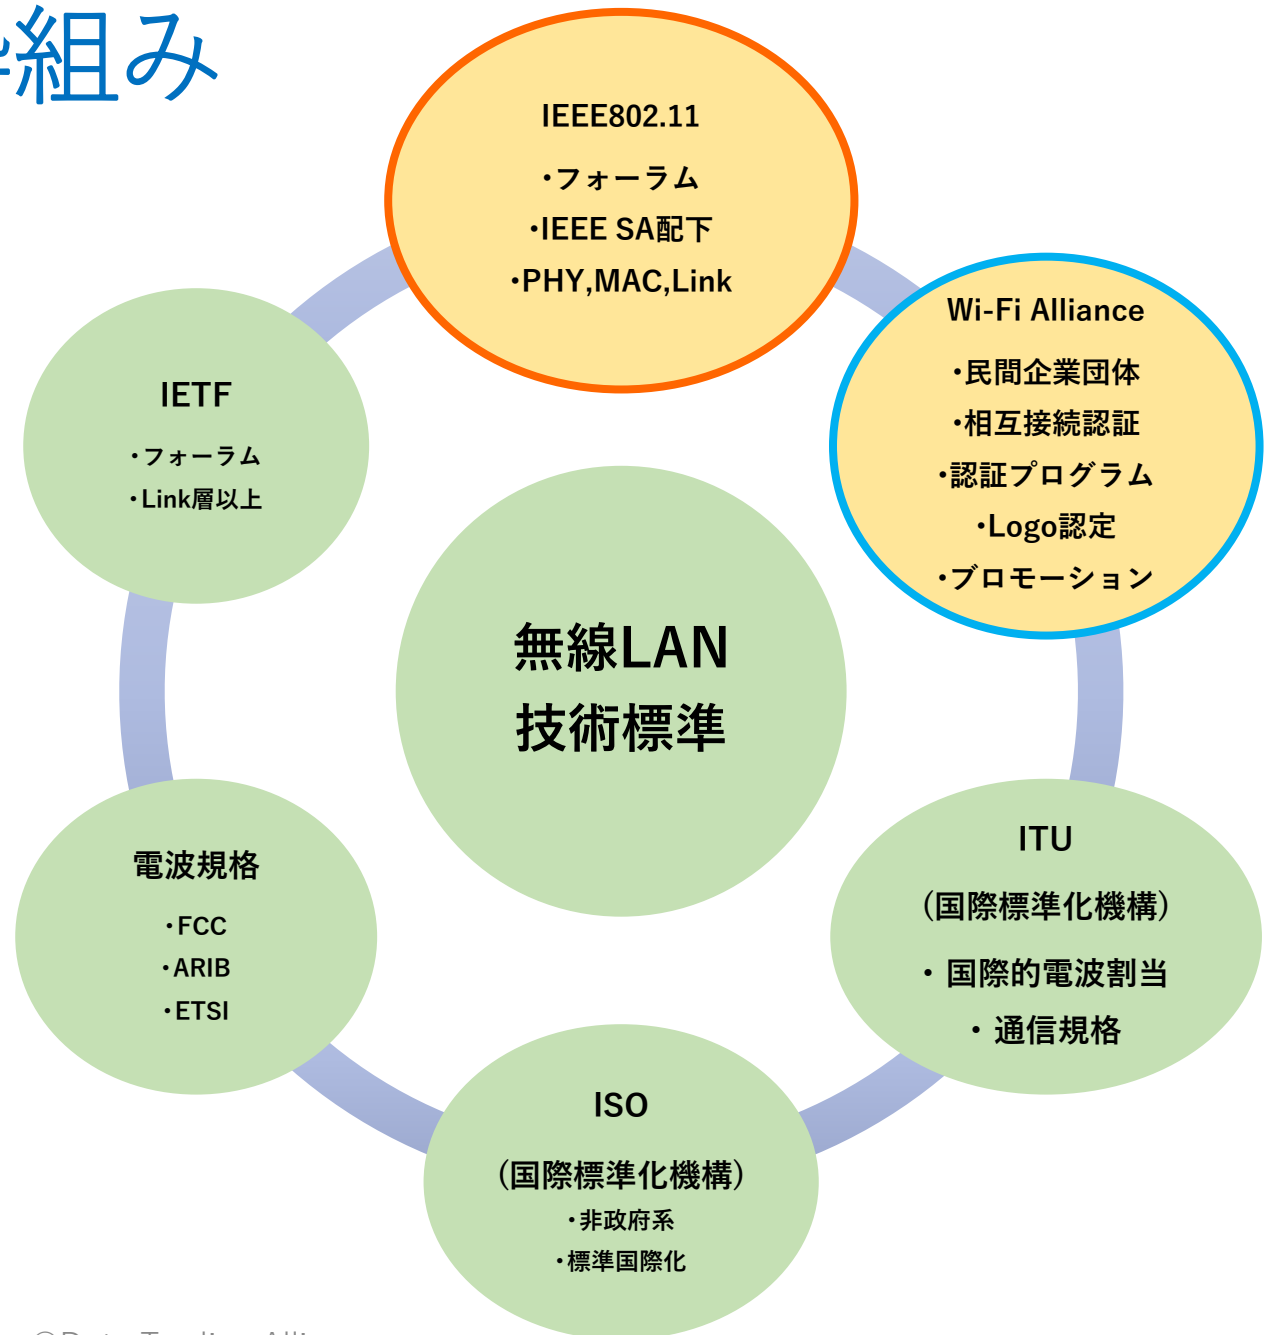 組み
IEEE802.11
・フォーラム
・IEEE SA配下
・PHY,MAC,Link
Wi-Fi Alliance
・民間企業団体
・相互接続認証
・認証プログラム
・Logo認定
・ブロモーション
IETF
・フォーラム
・Link層以上
無線LAN
技術標準
電波規格
・FCC
・ARIB
・ETSI
ITU
(国際標準化機構)
・国際的電波割当
・通信規格
ISO
(国際標準化機構)
・非政府系
・標準国際化